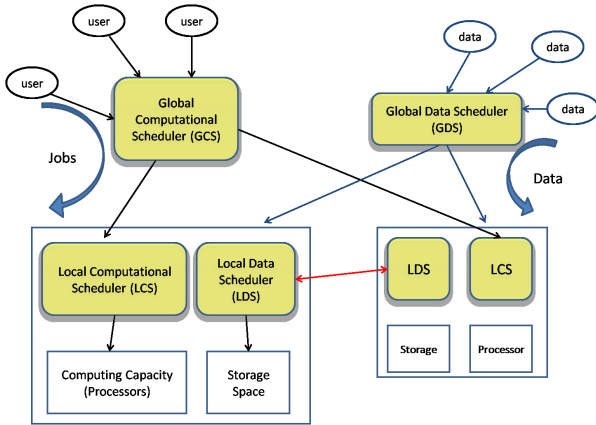 user
user
user
data
data
data
Global
Computational
Scheduler (GCS)
Global Data Scheduler
(GDS)
Jobs
Data
Local Computational
Scheduler (LCS)
Local Data
Scheduler
(LDS)
LDS
LCS
Computing Capacity
(Processors)
Storage
Space
Storage
Processor